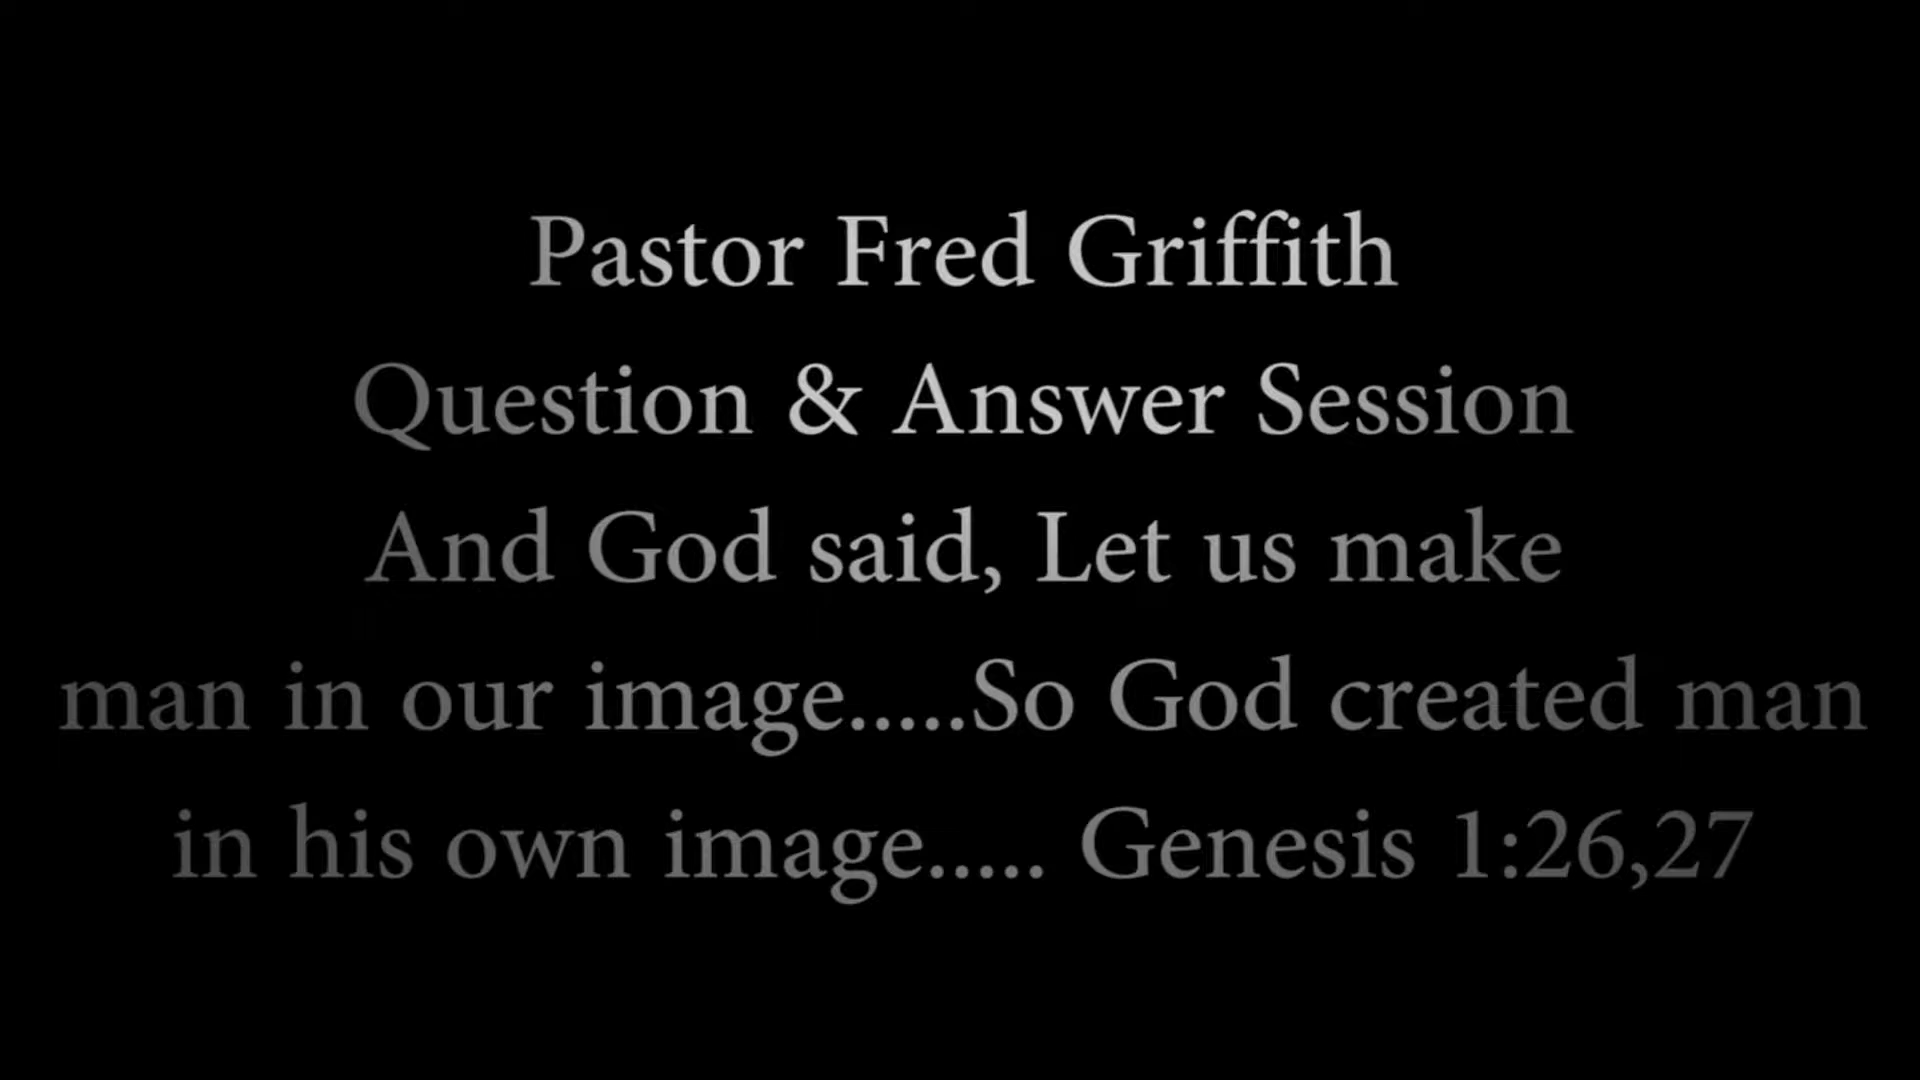 Pastor Fred Griffith
Question & Answer Session
And God said, Let us make
man in our image.....So God created man
in his own image..... Genesis 1:26,27